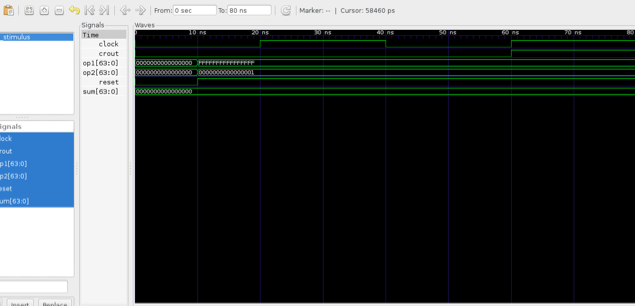 From: 0 sec To: 80 ns Marker: -- | Cursor: 58460 ps
Signals Waves
_stimulus
Time 0 10 ns 20 ns 30 ns 40 ns 50 ns 60 ns 70 ns 80
clock
crout
op1[63:0] 0000000000000000 FFFFFFFFFFFFFFFF
op2[63:0] 0000000000000000 0000000000000001
reset
sum[63:0] 0000000000000000
ignals
lock
rout
p1[63:0]
p2[63:0]
eset
um[63:0]
Insert Replace